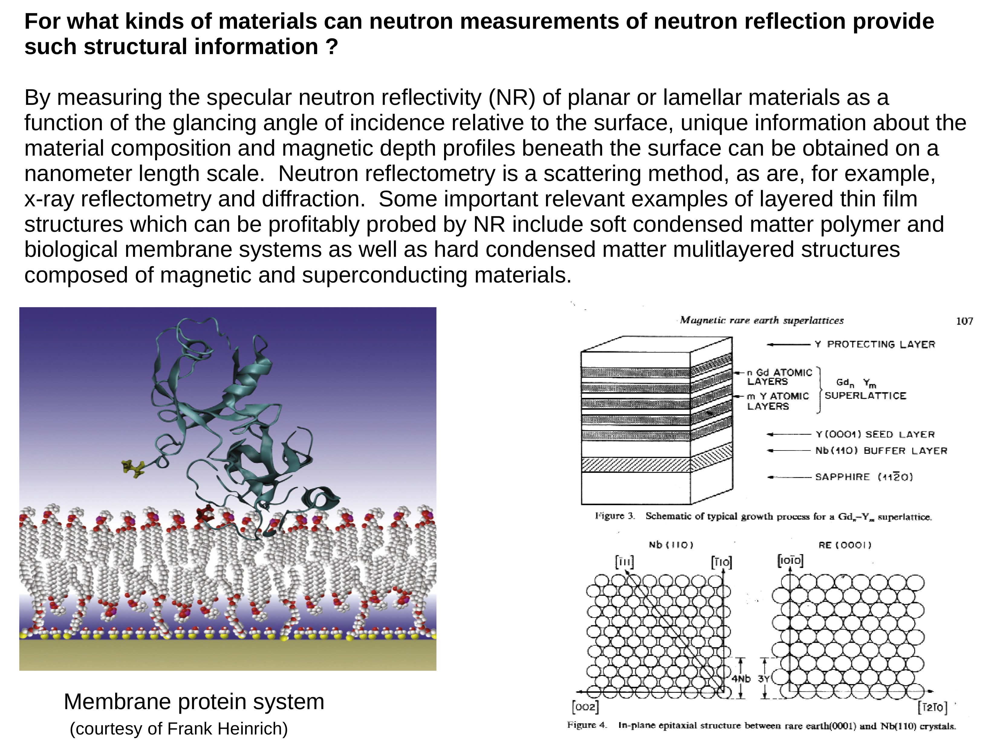 For what kinds of materials can neutron measurements of neutron reflection provide
such structural information ?
By measuring the specular neutron reflectivity (NR) of planar or lamellar materials as a
function of the glancing angle of incidence relative to the surface, unique information about the
material composition and magnetic depth profiles beneath the surface can be obtained on a
nanometer length scale.  Neutron reflectometry is a scattering method, as are, for example,
x-ray reflectometry and diffraction.  Some important relevant examples of layered thin film
structures which can be profitably probed by NR include soft condensed matter polymer and
biological membrane systems as well as hard condensed matter mulitlayered structures
composed of magnetic and superconducting materials.
Membrane protein system
(courtesy of Frank Heinrich)
Magnetic rare earth superlattices 107
Y PROTECTING LAYER
n Gd ATOMIC
LAYERS
m Y ATOMIC
LAYERS
Gdn Ym
SUPERLATTICE
Y(0001) SEED LAYER
Nb(110) BUFFER LAYER
SAPPHIRE (112̅0)
Figure 3. Schematic of typical growth process for a Gdn–Ym superlattice.
Nb(110) RE(0001)
[1̅11] [1̅10] [101̅0]
4Nb 3Y
[002] [1̅21̅0]
Figure 4. In-plane epitaxial structure between rare earth(0001) and Nb(110) crystals.